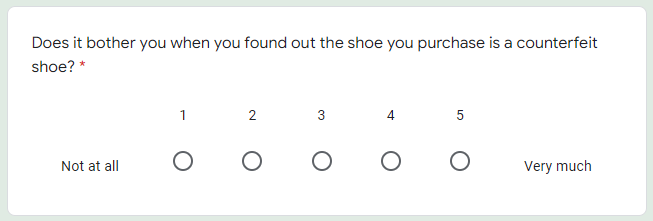 Does it bother you when you found out the shoe you purchase is a counterfeit
shoe? *
1 2 3 4 5
Not at all Very much